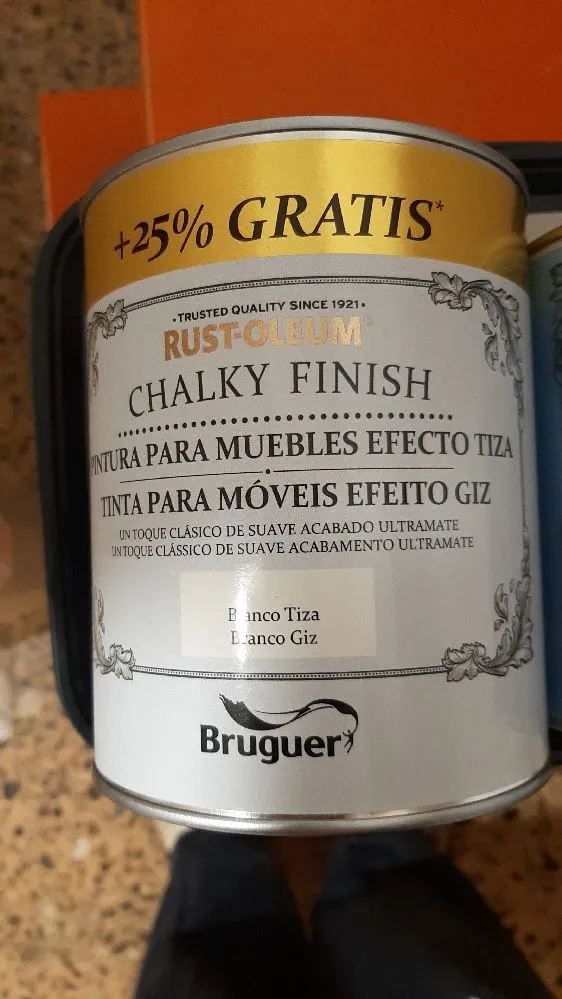 +25% GRATIS*
•TRUSTED QUALITY SINCE 1921•
RUST-OLEUM®
CHALKY FINISH
PINTURA PARA MUEBLES EFECTO TIZA
TINTA PARA MÓVEIS EFEITO GIZ
UN TOQUE CLÁSICO DE SUAVE ACABADO ULTRAMATE
UN TOQUE CLÁSSICO DE SUAVE ACABAMENTO ULTRAMATE
Blanco Tiza
Branco Giz
Bruguer